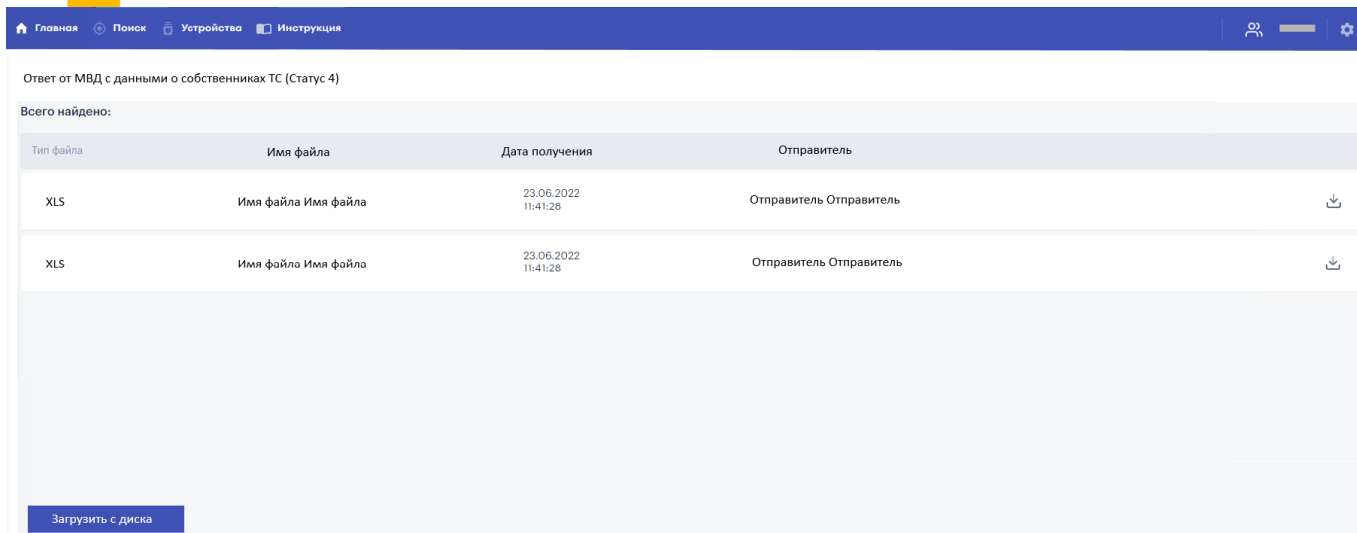 Главная Поиск Устройства Инструкция
Ответ от МВД с данными о собственниках ТС (Статус 4)
Всего найдено:
Тип файла Имя файла Дата получения Отправитель
XLS Имя файла Имя файла 23.06.2022 Отправитель Отправитель
11:41:28
XLS Имя файла Имя файла 23.06.2022 Отправитель Отправитель
11:41:28
Загрузить с диска